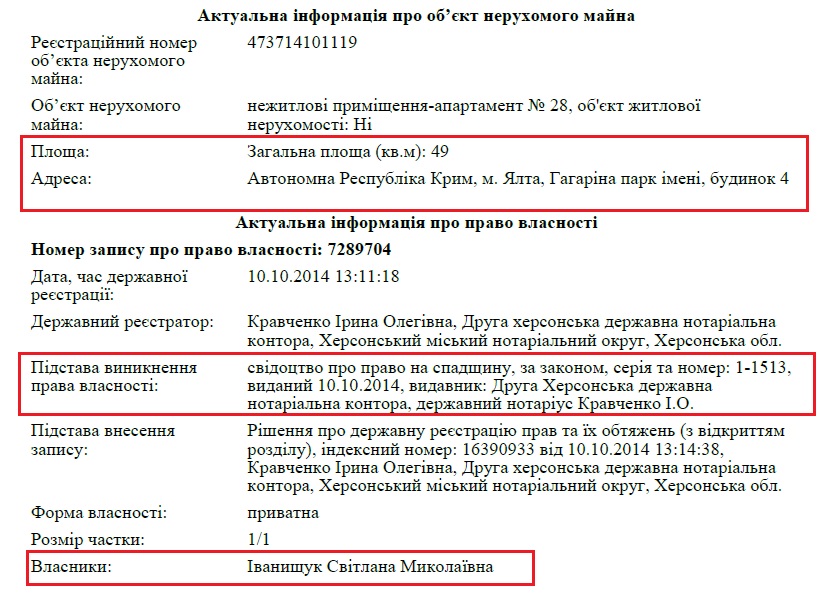 Актуальна інформація про об’єкт нерухомого майна
Реєстраційний номер 473714101119
об’єкта нерухомого
майна:
Об’єкт нерухомого нежитлові приміщення-апартамент № 28, об'єкт житлової
майна: нерухомості: Ні
Площа: Загальна площа (кв.м): 49
Адреса: Автономна Республіка Крим, м. Ялта, Гагаріна парк імені, будинок 4
Актуальна інформація про право власності
Номер запису про право власності: 7289704
Дата, час державної 10.10.2014 13:11:18
реєстрації:
Державний реєстратор: Кравченко Ірина Олегівна, Друга херсонська державна нотаріальна
контора, Херсонський міський нотаріальний округ, Херсонська обл.
Підстава виникнення свідоцтво про право на спадщину, за законом, серія та номер: 1-1513,
права власності: виданий 10.10.2014, видавник: Друга Херсонська державна
нотаріальна контора, державний нотаріус Кравченко І.О.
Підстава внесення Рішення про державну реєстрацію прав та їх обтяжень (з відкриттям
запису: розділу), індексний номер: 16390933 від 10.10.2014 13:14:38,
Кравченко Ірина Олегівна, Друга херсонська державна нотаріальна
контора, Херсонський міський нотаріальний округ, Херсонська обл.
Форма власності: приватна
Розмір частки: 1/1
Власники: Іванищук Світлана Миколаївна